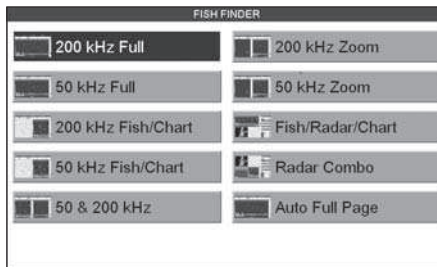 FISH FINDER
200 kHz Full
50 kHz Full
200 kHz Fish/Chart
50 kHz Fish/Chart
50 & 200 kHz
200 kHz Zoom
50 kHz Zoom
Fish/Radar/Chart
Radar Combo
Auto Full Page